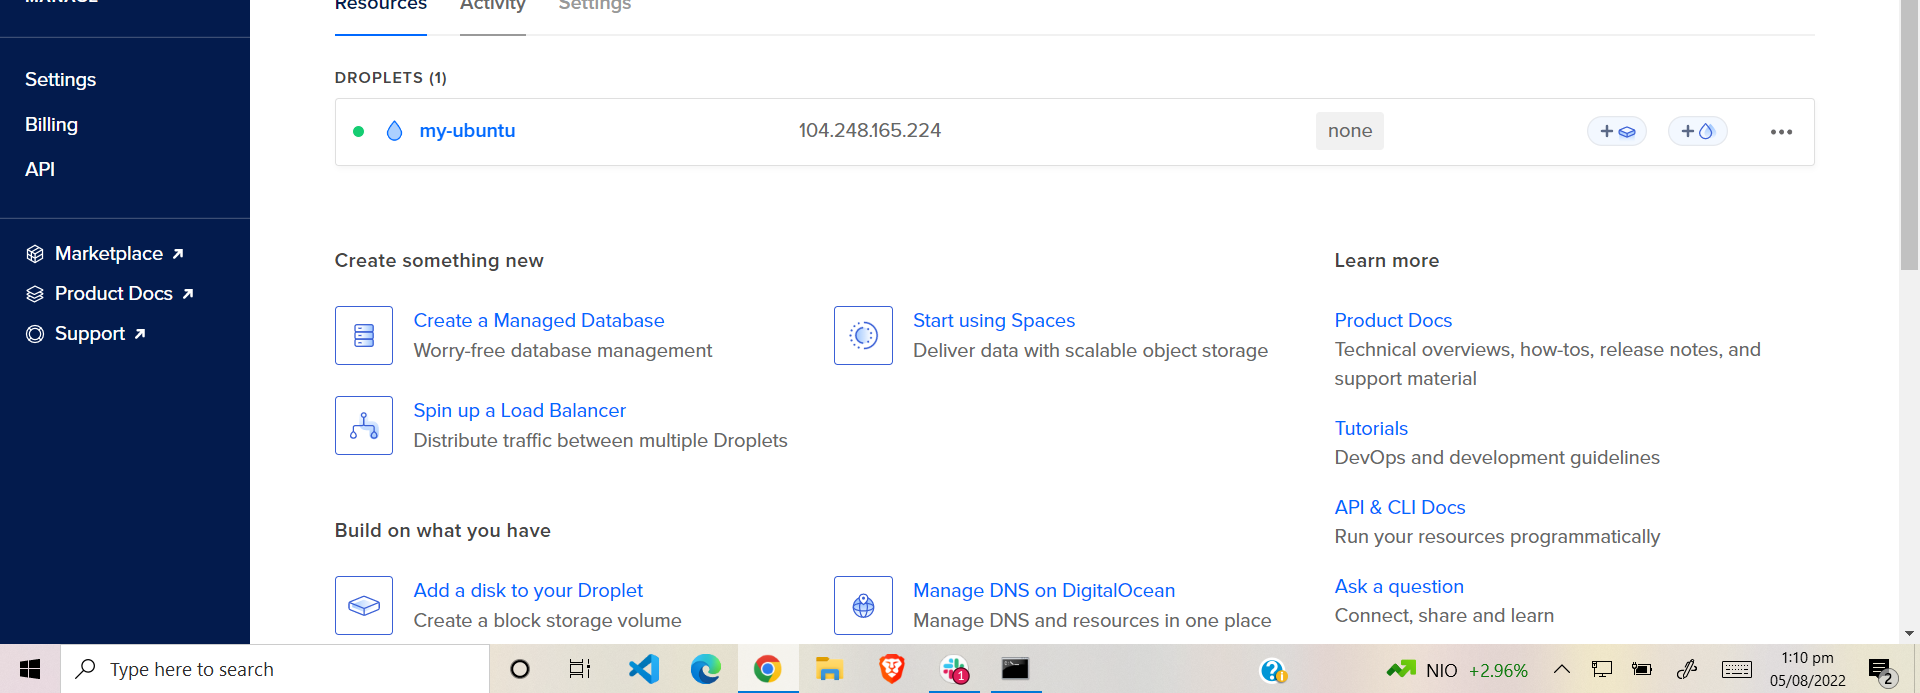 MANAGE
Settings
Billing
API
Marketplace
Product Docs
Support
Resources Activity Settings
DROPLETS (1)
my-ubuntu 104.248.165.224 none
Create something new
Create a Managed Database
Worry-free database management
Start using Spaces
Deliver data with scalable object storage
Spin up a Load Balancer
Distribute traffic between multiple Droplets
Build on what you have
Add a disk to your Droplet
Create a block storage volume
Manage DNS on DigitalOcean
Manage DNS and resources in one place
Learn more
Product Docs
Technical overviews, how-tos, release notes, and
support material
Tutorials
DevOps and development guidelines
API & CLI Docs
Run your resources programmatically
Ask a question
Connect, share and learn
Type here to search
1
NIO +2.96%
1:10 pm
05/08/2022
2